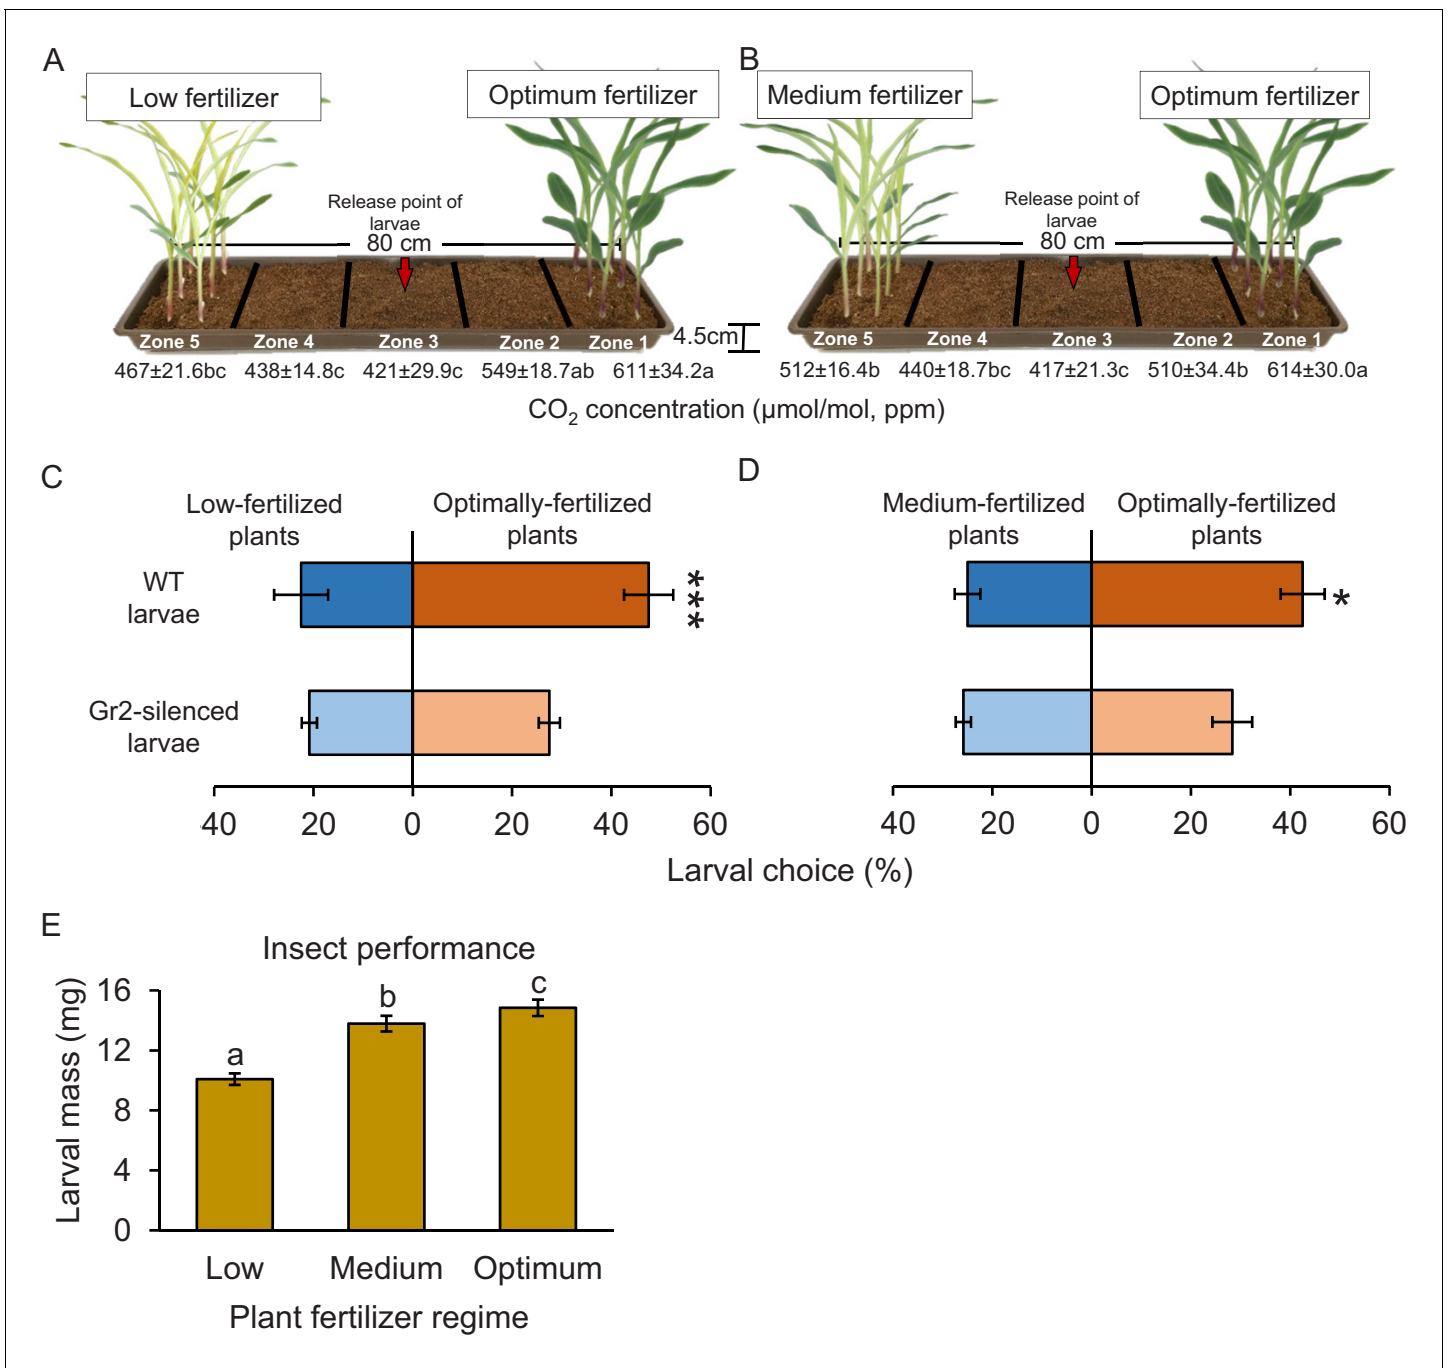 A
Low fertilizer
Optimum fertilizer
Release point of
larvae
80 cm
Zone 5 Zone 4 Zone 3 Zone 2 Zone 1
467±21.6bc 438±14.8c 421±29.9c 549±18.7ab 611±34.2a
4.5cm
B
Medium fertilizer
Optimum fertilizer
Release point of
larvae
80 cm
Zone 5 Zone 4 Zone 3 Zone 2 Zone 1
512±16.4b 440±18.7bc 417±21.3c 510±34.4b 614±30.0a
CO₂ concentration (µmol/mol, ppm)
C
Low-fertilized
plants
Optimally-fertilized
plants
WT
larvae
***
Gr2-silenced
larvae
40 20 0 20 40 60
D
Medium-fertilized
plants
Optimally-fertilized
plants
*
40 20 0 20 40 60
Larval choice (%)
E
Insect performance
Larval mass (mg)
16
12
8
4
0
a
b
c
Low Medium Optimum
Plant fertilizer regime